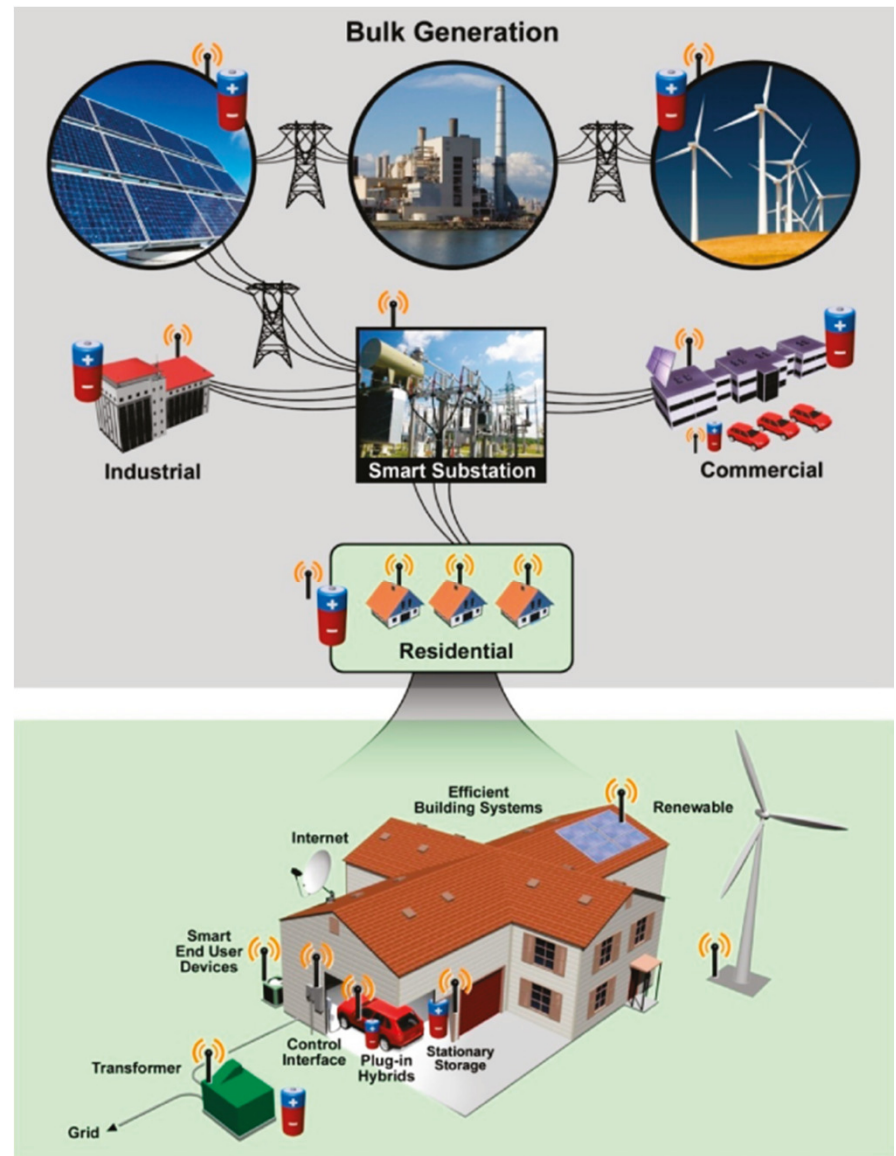 Bulk Generation
Industrial
Smart Substation
Commercial
Residential
Efficient
Building Systems
Renewable
Internet
Smart
End User
Devices
Control
Interface
Plug-in
Hybrids
Stationary
Storage
Transformer
Grid